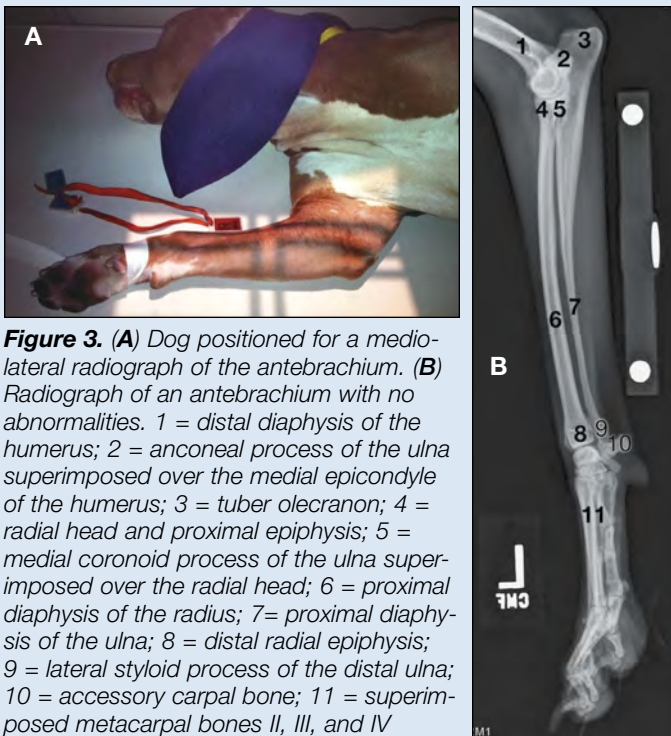 A
Figure 3. (A) Dog positioned for a medio-
lateral radiograph of the antebrachium. (B)
Radiograph of an antebrachium with no
abnormalities. 1 = distal diaphysis of the
humerus; 2 = anconeal process of the ulna
superimposed over the medial epicondyle
of the humerus; 3 = tuber olecranon; 4 =
radial head and proximal epiphysis; 5 =
medial coronoid process of the ulna super-
imposed over the radial head; 6 = proximal
diaphysis of the radius; 7= proximal diaphy-
sis of the ulna; 8 = distal radial epiphysis;
9 = lateral styloid process of the distal ulna;
10 = accessory carpal bone; 11 = superim-
posed metacarpal bones II, III, and IV
1
2
3
4 5
6
7
B
8
9
10
11
L
CMF
M1